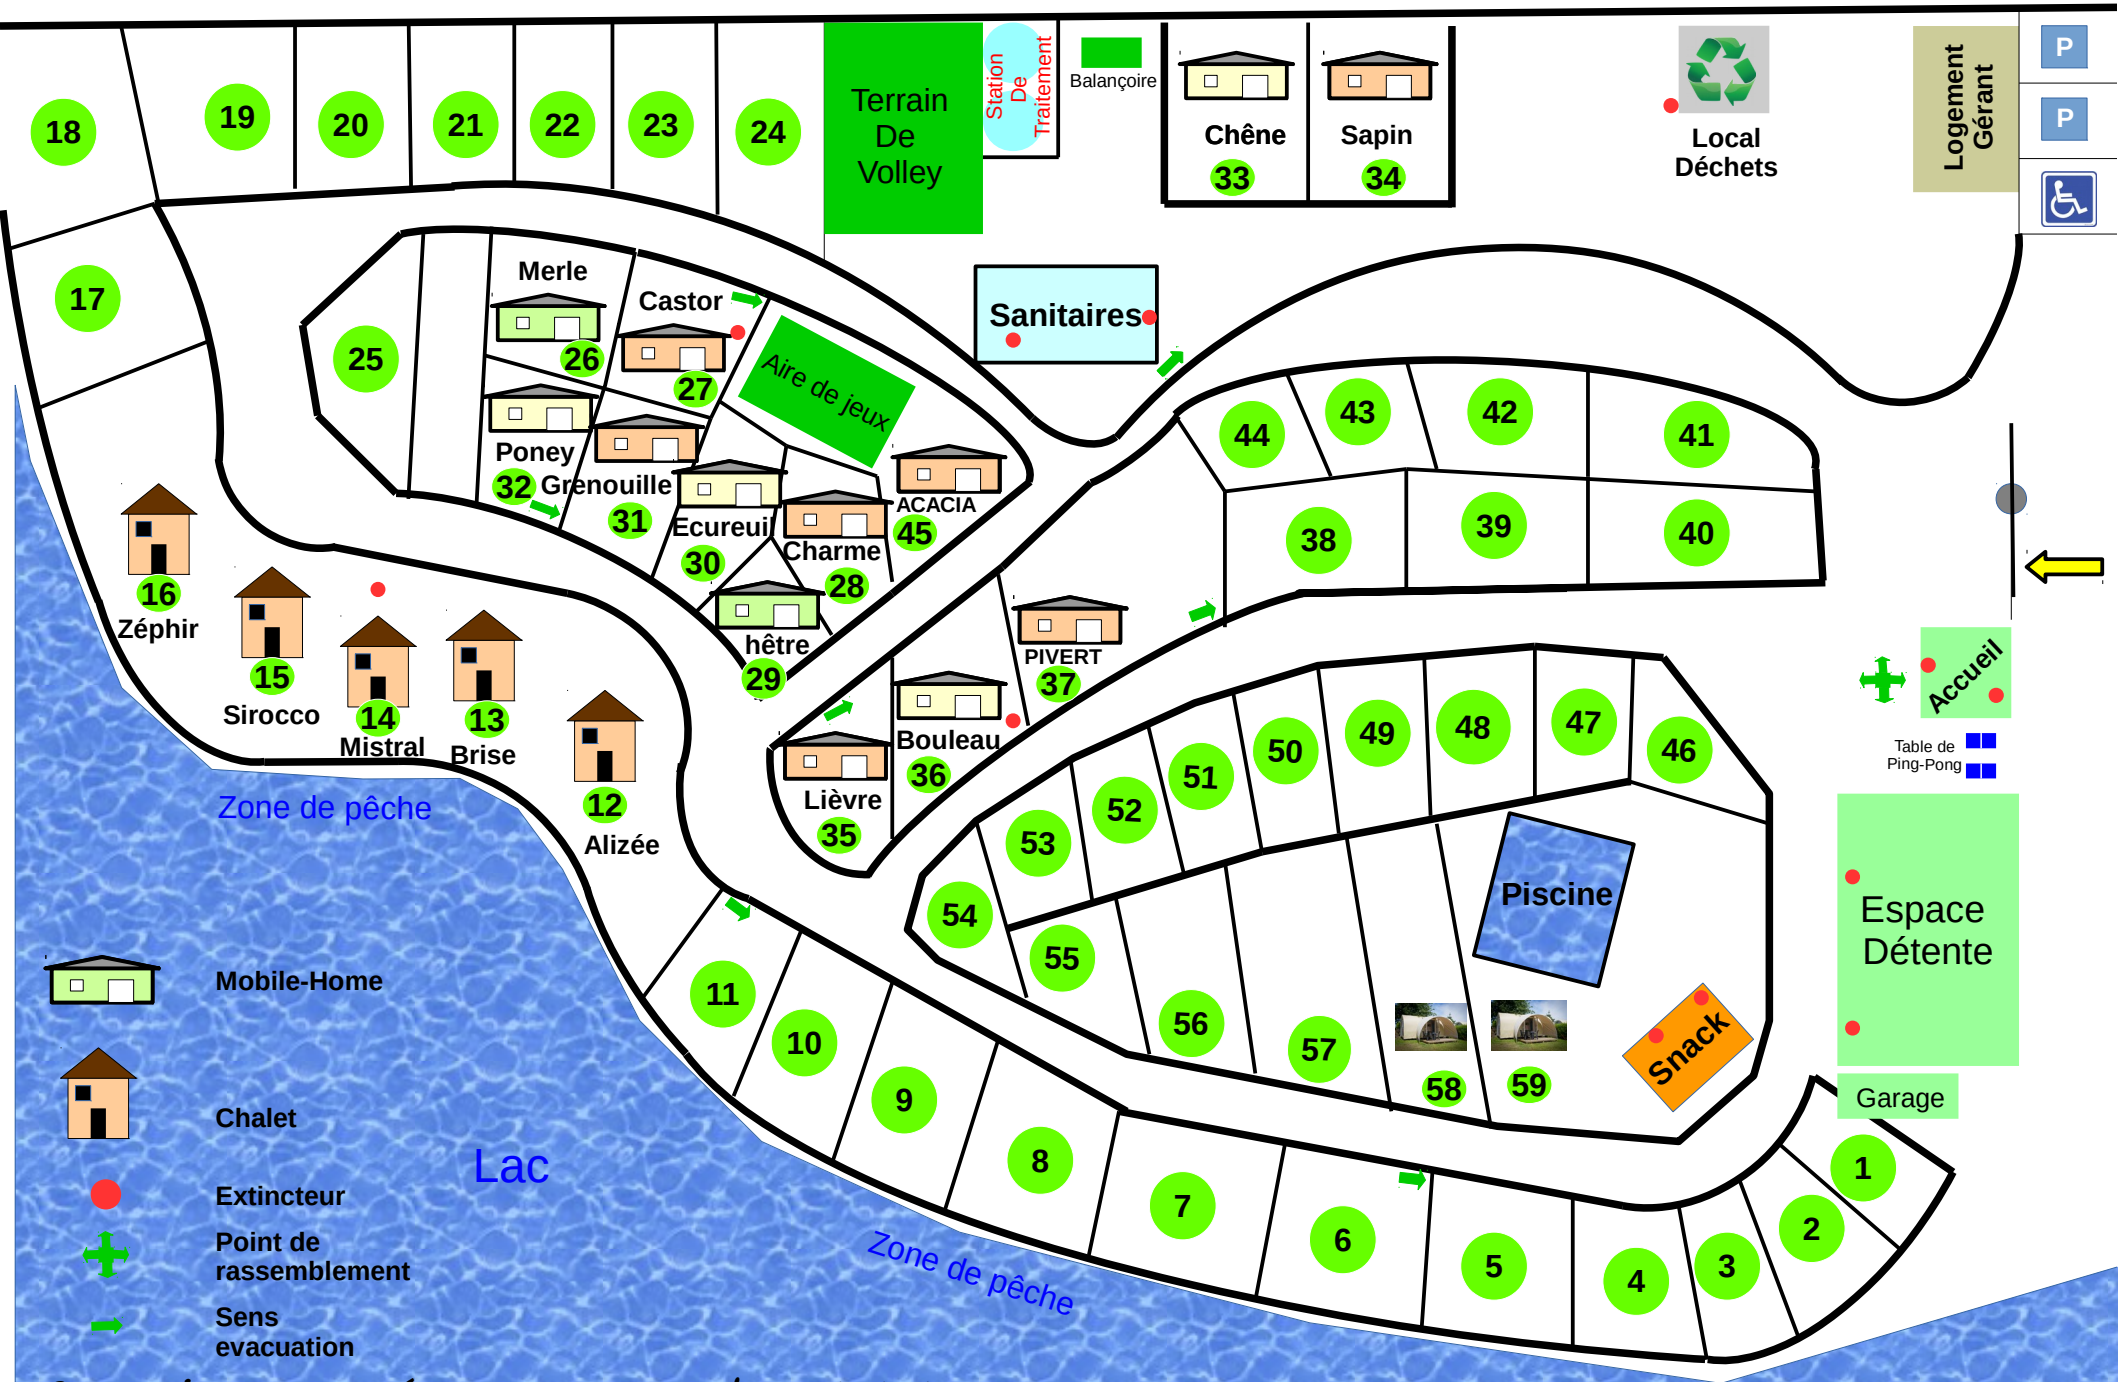 18
19
20
21
22
23
24
Terrain
De
Volley
Station
De
Traitement
Balançoire
Chêne
33
Sapin
34
Local
Déchets
Logement
Gérant
P
P
17
25
Merle
26
Castor
27
Aire de jeux
Sanitaires
Poney
32
Grenouille
31
Ecureuil
30
Charme
28
ACACIA
45
hêtre
29
44
43
42
41
38
39
40
16
Zéphir
15
Sirocco
14
Mistral
13
Brise
12
Alizée
PIVERT
37
Bouleau
36
Lièvre
35
Accueil
Table de
Ping-Pong
46
47
48
49
50
51
52
53
54
55
56
57
58
59
Piscine
Snack
Espace
Détente
Garage
Zone de pêche
11
10
9
8
7
6
5
4
3
2
1
Mobile-Home
Chalet
Lac
Extincteur
Point de
rassemblement
Sens
evacuation
Zone de pêche